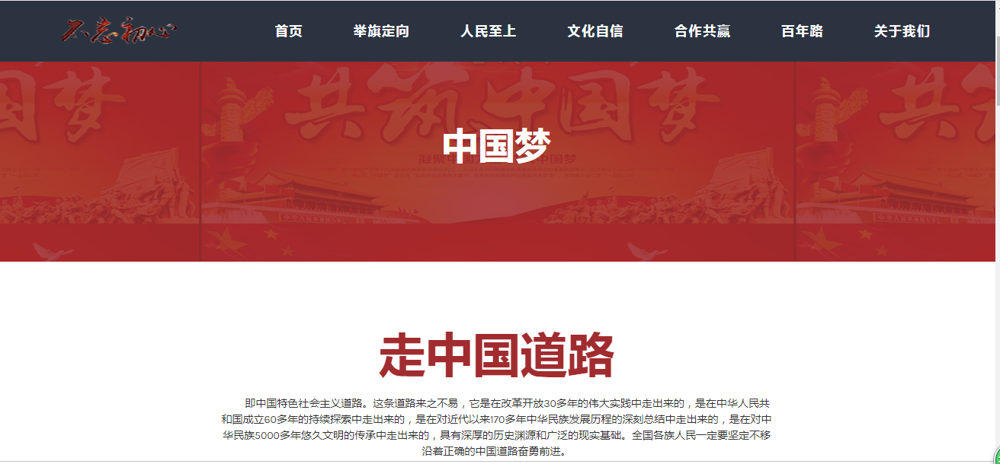 不忘初心
首页 举旗定向 人民至上 文化自信 合作共赢 百年路 关于我们
国梦 共筑中国梦 共筑
中国梦
走中国道路
即中国特色社会主义道路。这条道路来之不易，它是在改革开放30多年的伟大实践中走出来的，是在中华人民共
和国成立60多年的持续探索中走出来的，是在对近代以来170多年中华民族发展历程的深刻总结中走出来的，是在对中
华民族5000多年悠久文明的传承中走出来的，具有深厚的历史渊源和广泛的现实基础。全国各族人民一定要坚定不移
沿着正确的中国道路奋勇前进。